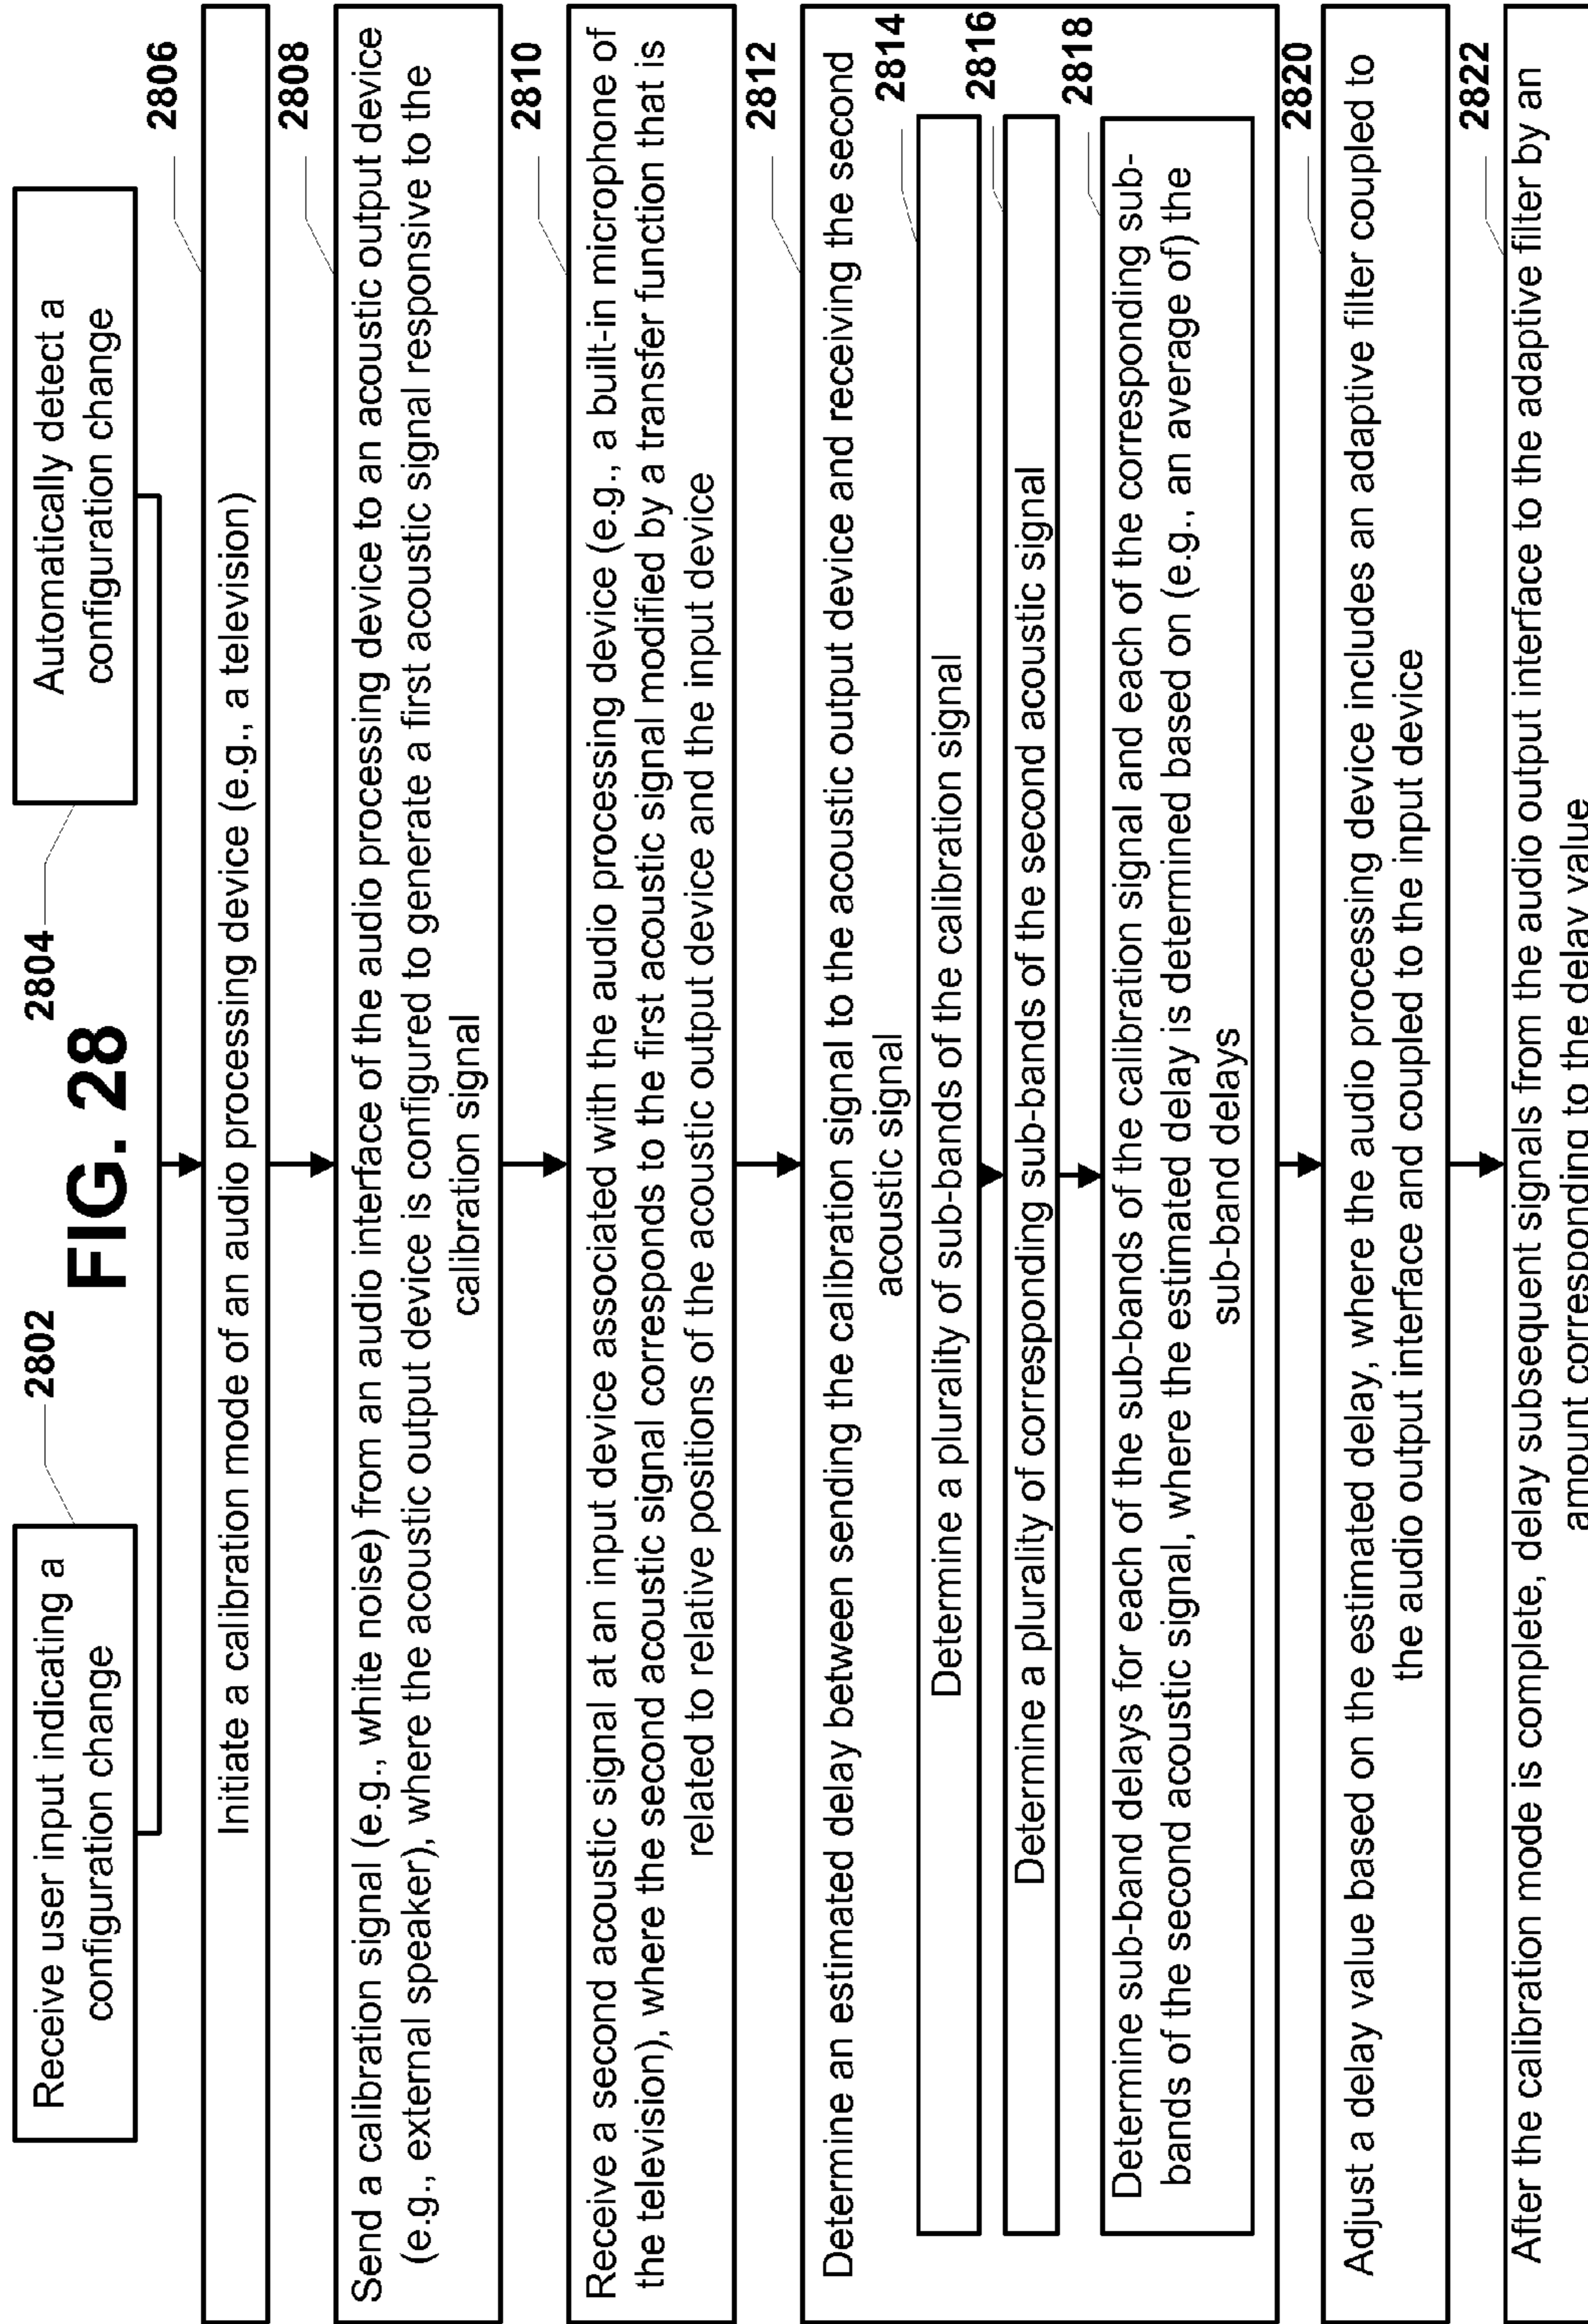 2802
2804
FIG. 28
Receive user input indicating a
configuration change
Automatically detect a
configuration change
2806
Initiate a calibration mode of an audio processing device (e.g., a television)
2808
Send a calibration signal (e.g., white noise) from an audio interface of the audio processing device to an acoustic output device
(e.g., external speaker), where the acoustic output device is configured to generate a first acoustic signal responsive to the
calibration signal
2810
Receive a second acoustic signal at an input device associated with the audio processing device (e.g., a built-in microphone of
the television), where the second acoustic signal corresponds to the first acoustic signal modified by a transfer function that is
related to relative positions of the acoustic output device and the input device
2812
Determine an estimated delay between sending the calibration signal to the acoustic output device and receiving the second
acoustic signal
2814
Determine a plurality of sub-bands of the calibration signal
2816
Determine a plurality of corresponding sub-bands of the second acoustic signal
2818
Determine sub-band delays for each of the sub-bands of the calibration signal and each of the corresponding sub-
bands of the second acoustic signal, where the estimated delay is determined based on (e.g., an average of) the
sub-band delays
2820
Adjust a delay value based on the estimated delay, where the audio processing device includes an adaptive filter coupled to
the audio output interface and coupled to the input device
2822
After the calibration mode is complete, delay subsequent signals from the audio output interface to the adaptive filter by an
amount corresponding to the delay value